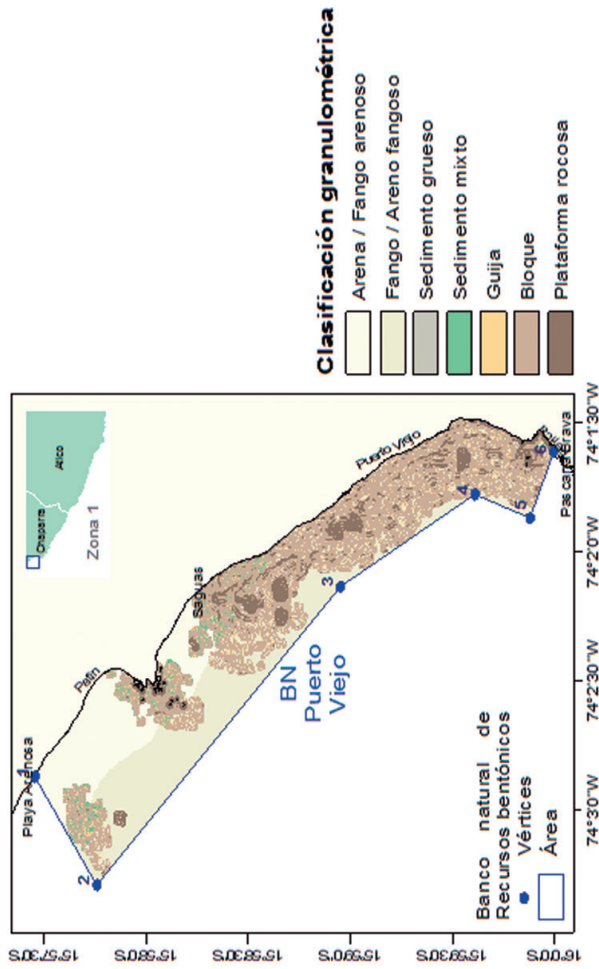 Playa Arenosa
Petin
Saguas
Puerto Viejo
Pascana Brava
1
2
3
4
5
6
BN
Puerto
Viejo
Chaparra
Atico
Zona 1
Banco natural de
Recursos bentónicos
Vértices
Área
15°57'30"S
15°58'0"S
15°58'30"S
15°59'0"S
15°59'30"S
16°0'0"S
74°3'0"W
74°2'30"W
74°2'0"W
74°1'30"W
Clasificación granulométrica
Arena / Fango arenoso
Fango / Areno fangoso
Sedimento grueso
Sedimento mixto
Guija
Bloque
Plataforma rocosa